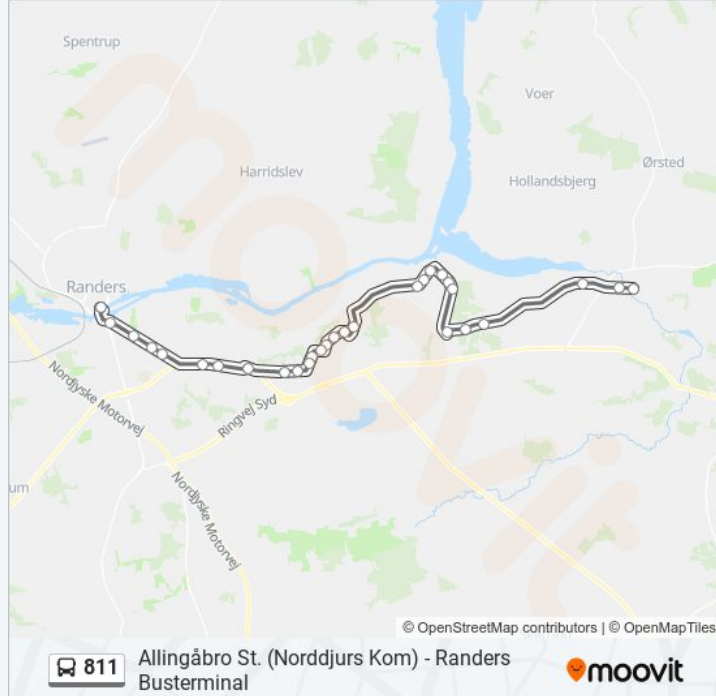 Spentrup
Voer
Ørsted
Harridslev
Hollandsbjerg
Randers
Nordjyske Motorvej
Ringvej Syd
um
Nordjyske Motorvej
moovit
© OpenStreetMap contributors | © OpenMapTiles
811
Allingåbro St. (Norddjurs Kom) - Randers
Busterminal
moovit